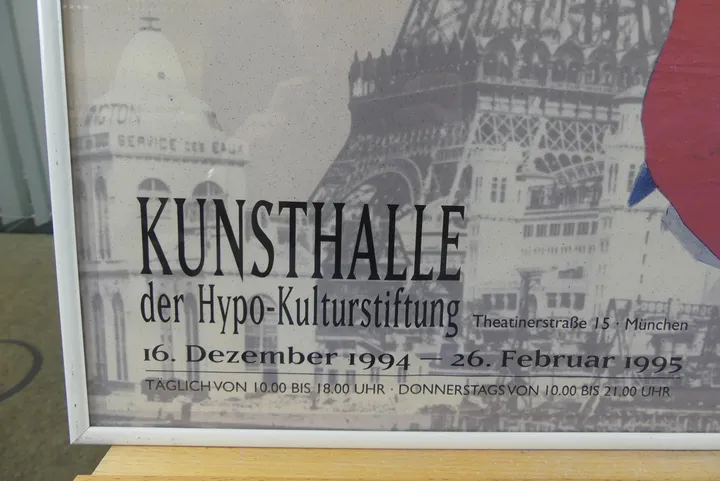 CTON
SERVICE DES EAUX
KUNSTHALLE
der Hypo-Kulturstiftung Theatinerstraße 15 · München
16. Dezember 1994 — 26. Februar 1995
TÄGLICH VON 10.00 BIS 18.00 UHR · DONNERSTAGS VON 10.00 BIS 21.00 UHR